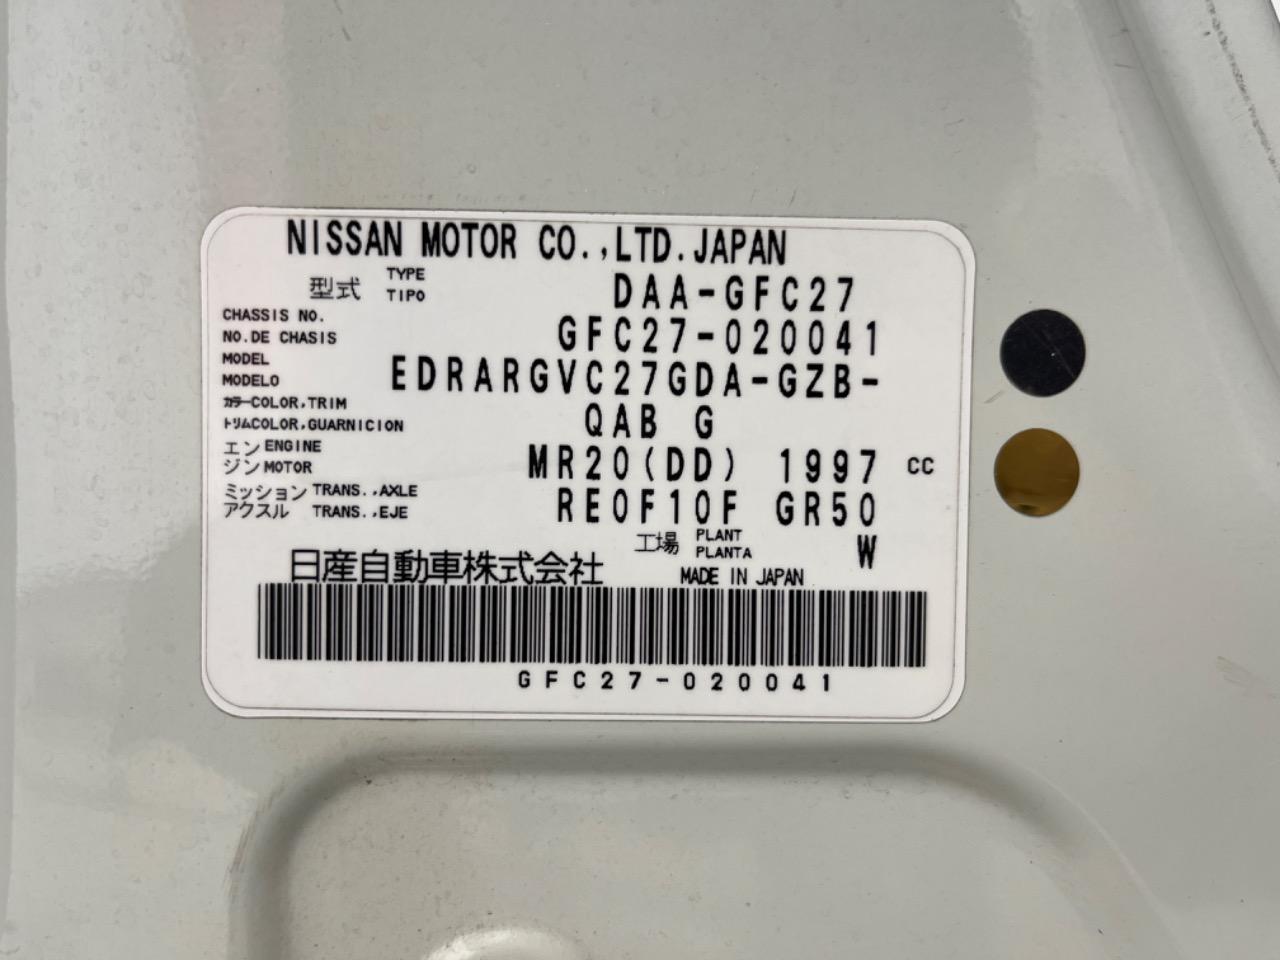 NISSAN MOTOR CO.,LTD.JAPAN
型式 TYPE TIPO DAA-GFC27
CHASSIS NO.
NO.DE CHASIS GFC27-020041
MODEL
MODELO EDRARGVC27GDA-GZB-
カラーCOLOR,TRIM
トリムCOLOR,GUARNICION QAB G
エンジン ENGINE MOTOR MR20(DD) 1997 CC
ミッション TRANS.,AXLE
アクスル TRANS.,EJE RE0F10F GR50
工場 PLANT PLANTA W
日産自動車株式会社 MADE IN JAPAN
GFC27-020041